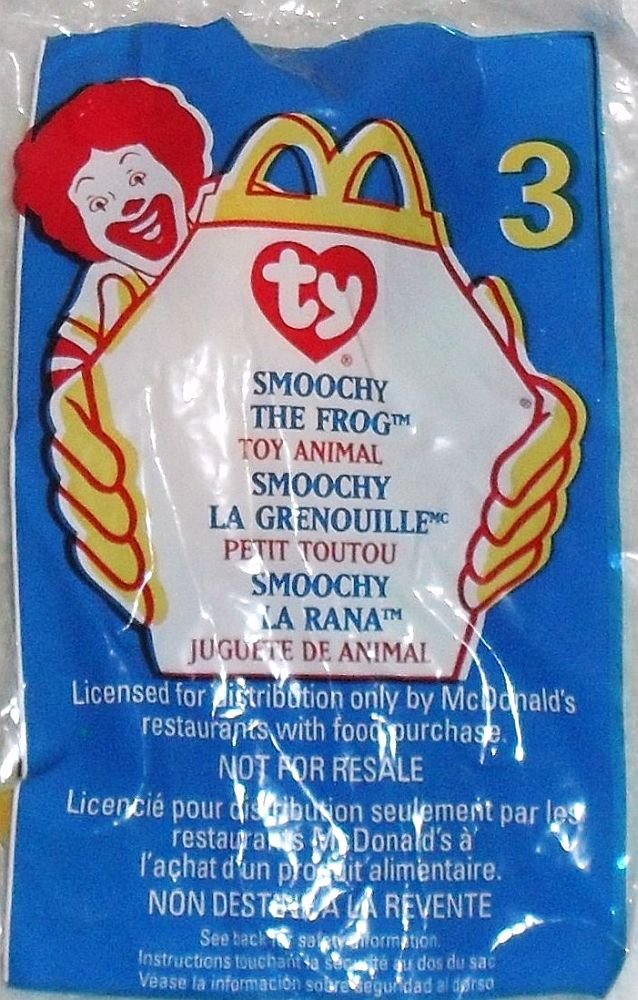 3
ty
®
SMOOCHY
THE FROG™
TOY ANIMAL
SMOOCHY
LA GRENOUILLE MC
PETIT TOUTOU
SMOOCHY
LA RANA™
JUGUETE DE ANIMAL
Licensed for distribution only by McDonald's
restaurants with food purchase.
NOT FOR RESALE
Licencié pour distribution seulement par les
restaurants McDonald's à
l'achat d'un produit alimentaire.
NON DESTINÉ A LA REVENTE
See back for safety information.
Instructions touchant la sécurité au dos du sac
Vease la información sobre seguridad al dorso